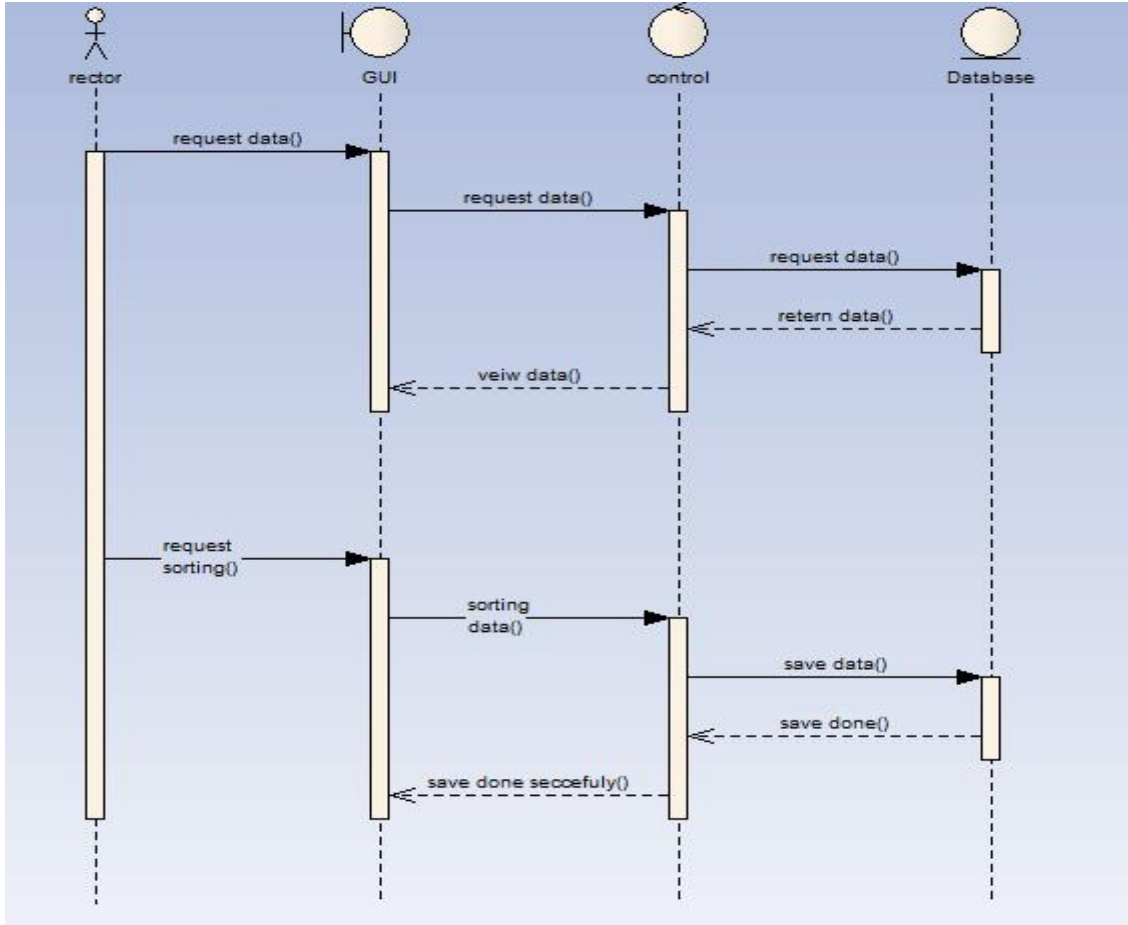 rector
GUI
control
Database
request data()
request data()
request data()
retern data()
veiw data()
request
sorting()
sorting
data()
save data()
save done()
save done seccefuly()